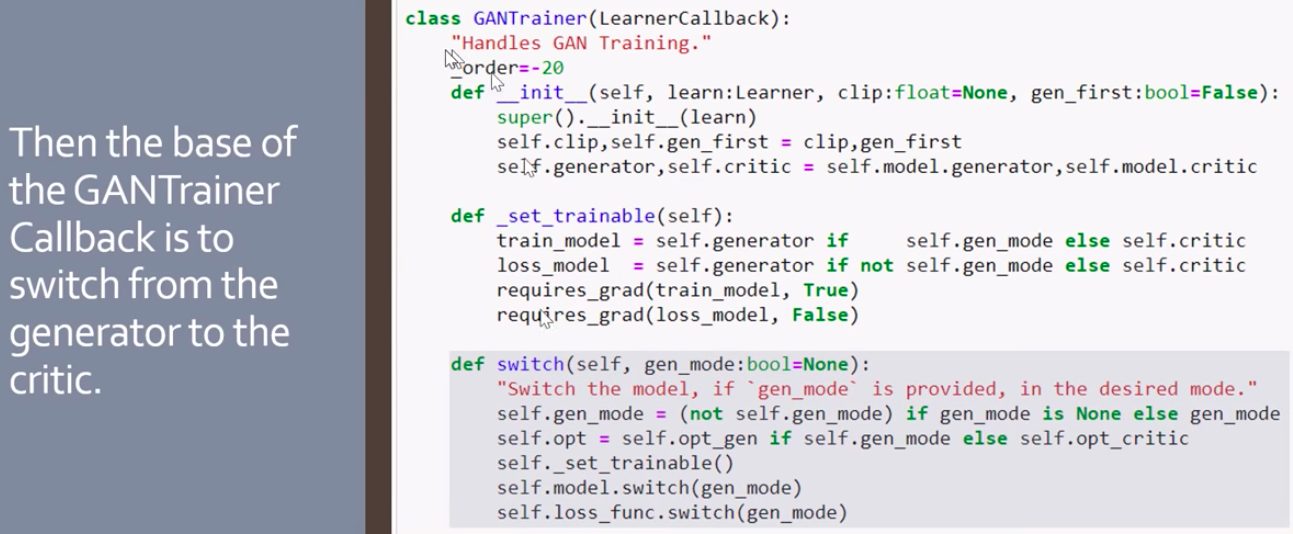 Then the base of
the GANTrainer
Callback is to
switch from the
generator to the
critic.
class GANTrainer(LearnerCallback):
    "Handles GAN Training."
    _order=-20
    def __init__(self, learn:Learner, clip:float=None, gen_first:bool=False):
        super().__init__(learn)
        self.clip,self.gen_first = clip,gen_first
        self.generator,self.critic = self.model.generator,self.model.critic

    def _set_trainable(self):
        train_model = self.generator if     self.gen_mode else self.critic
        loss_model  = self.generator if not self.gen_mode else self.critic
        requires_grad(train_model, True)
        requires_grad(loss_model, False)

    def switch(self, gen_mode:bool=None):
        "Switch the model, if `gen_mode` is provided, in the desired mode."
        self.gen_mode = (not self.gen_mode) if gen_mode is None else gen_mode
        self.opt = self.opt_gen if self.gen_mode else self.opt_critic
        self._set_trainable()
        self.model.switch(gen_mode)
        self.loss_func.switch(gen_mode)